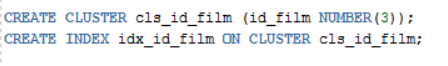 CREATE CLUSTER cls_id_film (id_film NUMBER(3));
CREATE INDEX idx_id_film ON CLUSTER cls_id_film;